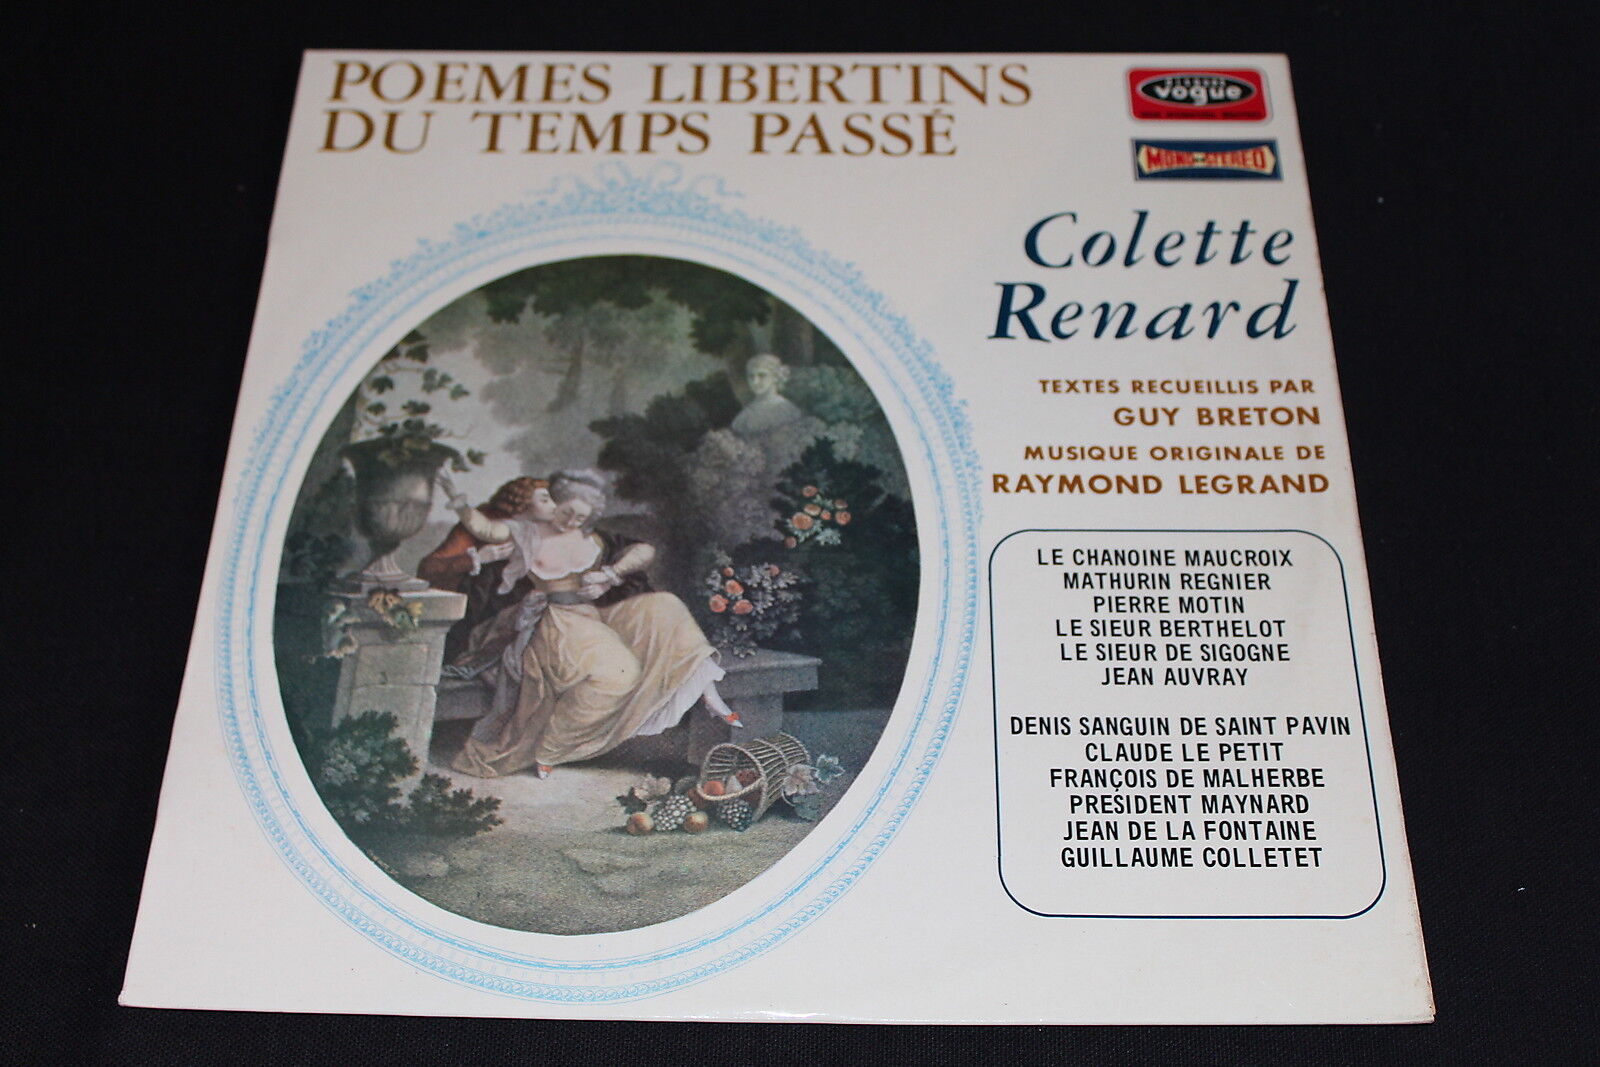 POEMES LIBERTINS
DU TEMPS PASSÉ
DISQUES
VOGUE
MONO-STEREO
Colette
Renard
TEXTES RECUEILLIS PAR
GUY BRETON
MUSIQUE ORIGINALE DE
RAYMOND LEGRAND
LE CHANOINE MAUCROIX
MATHURIN REGNIER
PIERRE MOTIN
LE SIEUR BERTHELOT
LE SIEUR DE SIGOGNE
JEAN AUVRAY
DENIS SANGUIN DE SAINT PAVIN
CLAUDE LE PETIT
FRANÇOIS DE MALHERBE
PRESIDENT MAYNARD
JEAN DE LA FONTAINE
GUILLAUME COLLETET